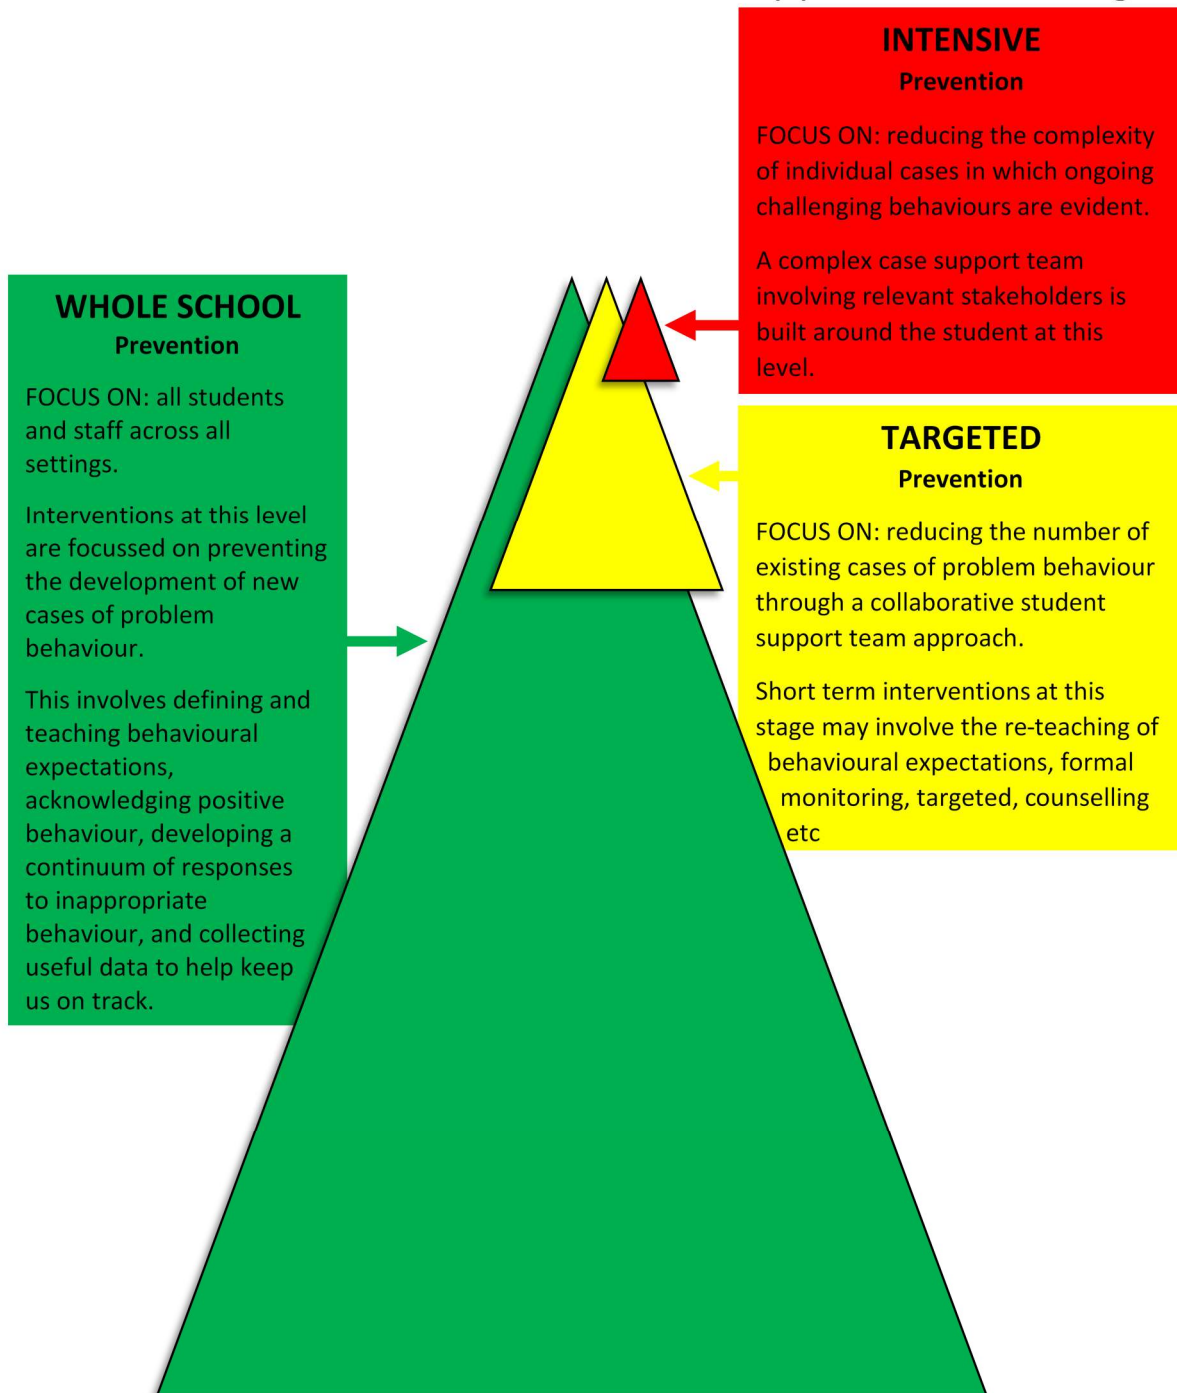 INTENSIVE
Prevention
FOCUS ON: reducing the complexity
of individual cases in which ongoing
challenging behaviours are evident.
A complex case support team
involving relevant stakeholders is
built around the student at this
level.
WHOLE SCHOOL
Prevention
FOCUS ON: all students
and staff across all
settings.
Interventions at this level
are focussed on preventing
the development of new
cases of problem
behaviour.
This involves defining and
teaching behavioural
expectations,
acknowledging positive
behaviour, developing a
continuum of responses
to inappropriate
behaviour, and collecting
useful data to help keep
us on track.
TARGETED
Prevention
FOCUS ON: reducing the number of
existing cases of problem behaviour
through a collaborative student
support team approach.
Short term interventions at this
stage may involve the re-teaching of
behavioural expectations, formal
monitoring, targeted, counselling
etc